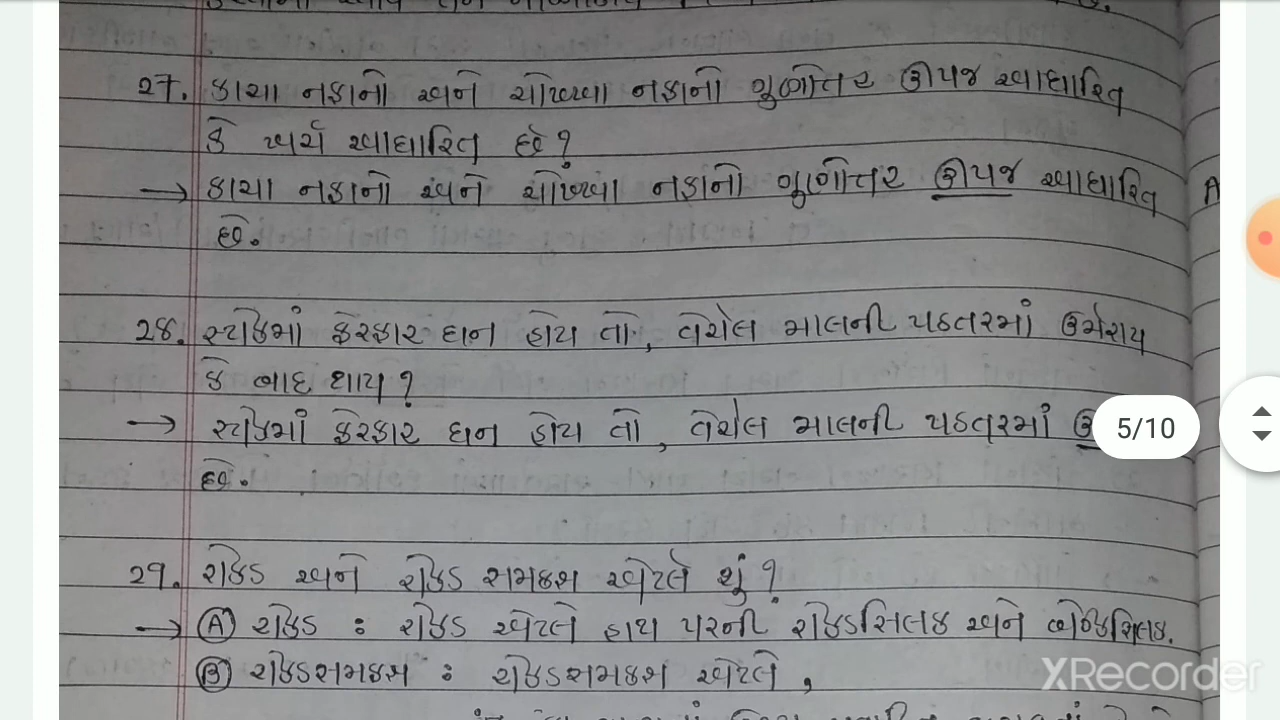 27. કાચા નફાનો અને ચોખ્ખા નફાનો ગુણોત્તર ઊપજ આધારિત
કે ખર્ચ આધારિત છે?
→ કાચા નફાનો અને ચોખ્ખા નફાનો ગુણોત્તર ઊપજ આધારિત
છે.
28. સ્ટોકમાં ફેરફાર ઘન હોય તો, વેચેલ માલની પડતરમાં ઉમેરાય
કે બાદ થાય?
→ સ્ટોકમાં ફેરફાર ઘન હોય તો, વેચેલ માલની પડતરમાં
છે.
5/10
29. રોકડ અને રોકડ સમકક્ષ એટલે શું?
→ Ⓐ રોકડ : રોકડ એટલે હાથ પરની રોકડસિલક અને બેન્કસિલક.
Ⓑ રોકડસમકક્ષ : રોકડસમકક્ષ એટલે,
XRecorder